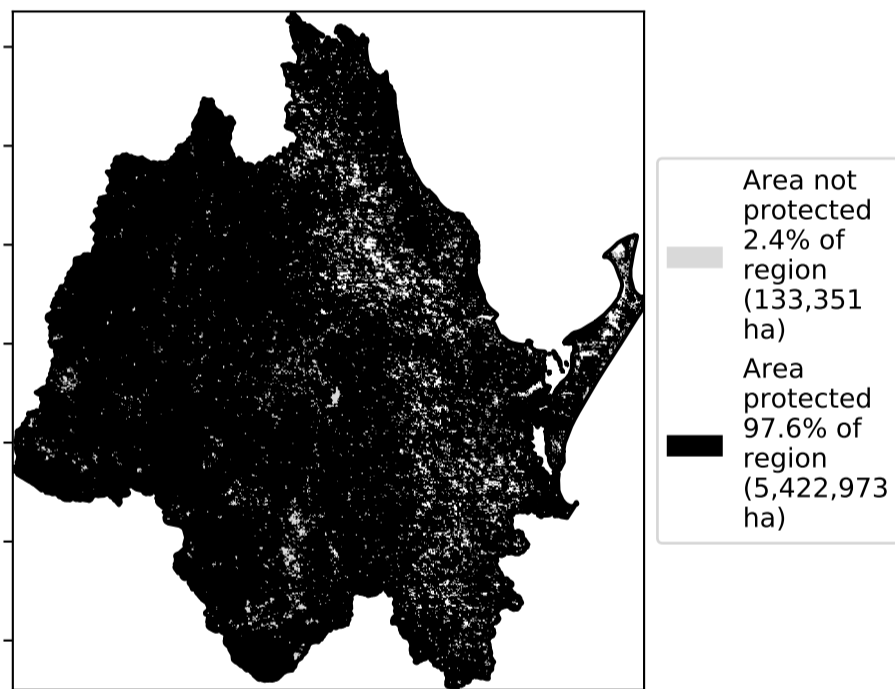 Area not
protected
2.4% of
region
(133,351
ha)
Area
protected
97.6% of
region
(5,422,973
ha)